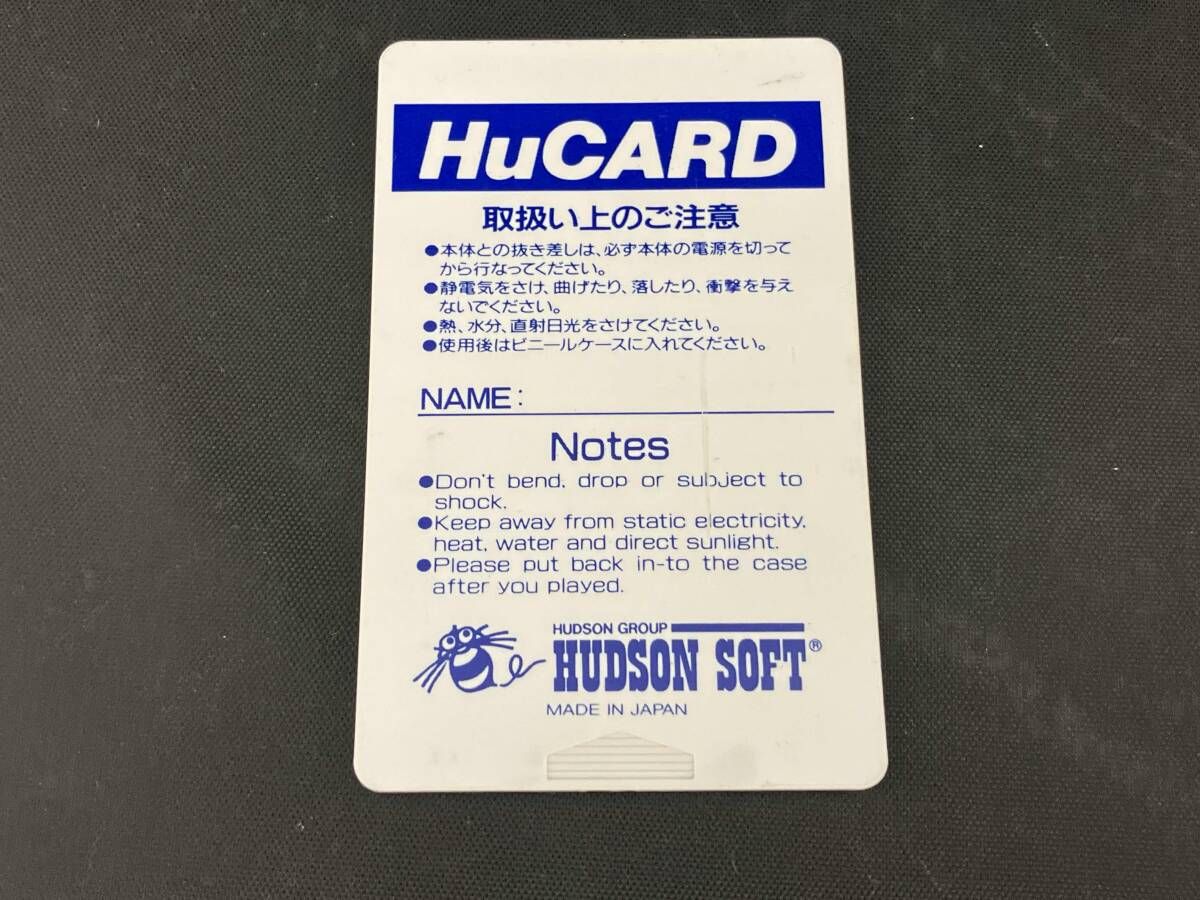 HuCARD
取扱い上のご注意
●本体との抜き差しは、必ず本体の電源を切って
から行なってください。
●静電気をさけ、曲げたり、落したり、衝撃を与え
ないでください。
●熱、水分、直射日光をさけてください。
●使用後はビニールケースに入れてください。
NAME:
Notes
●Don't bend, drop or subject to
shock.
●Keep away from static electricity,
heat, water and direct sunlight.
●Please put back in-to the case
after you played.
HUDSON GROUP
HUDSON SOFT®
MADE IN JAPAN